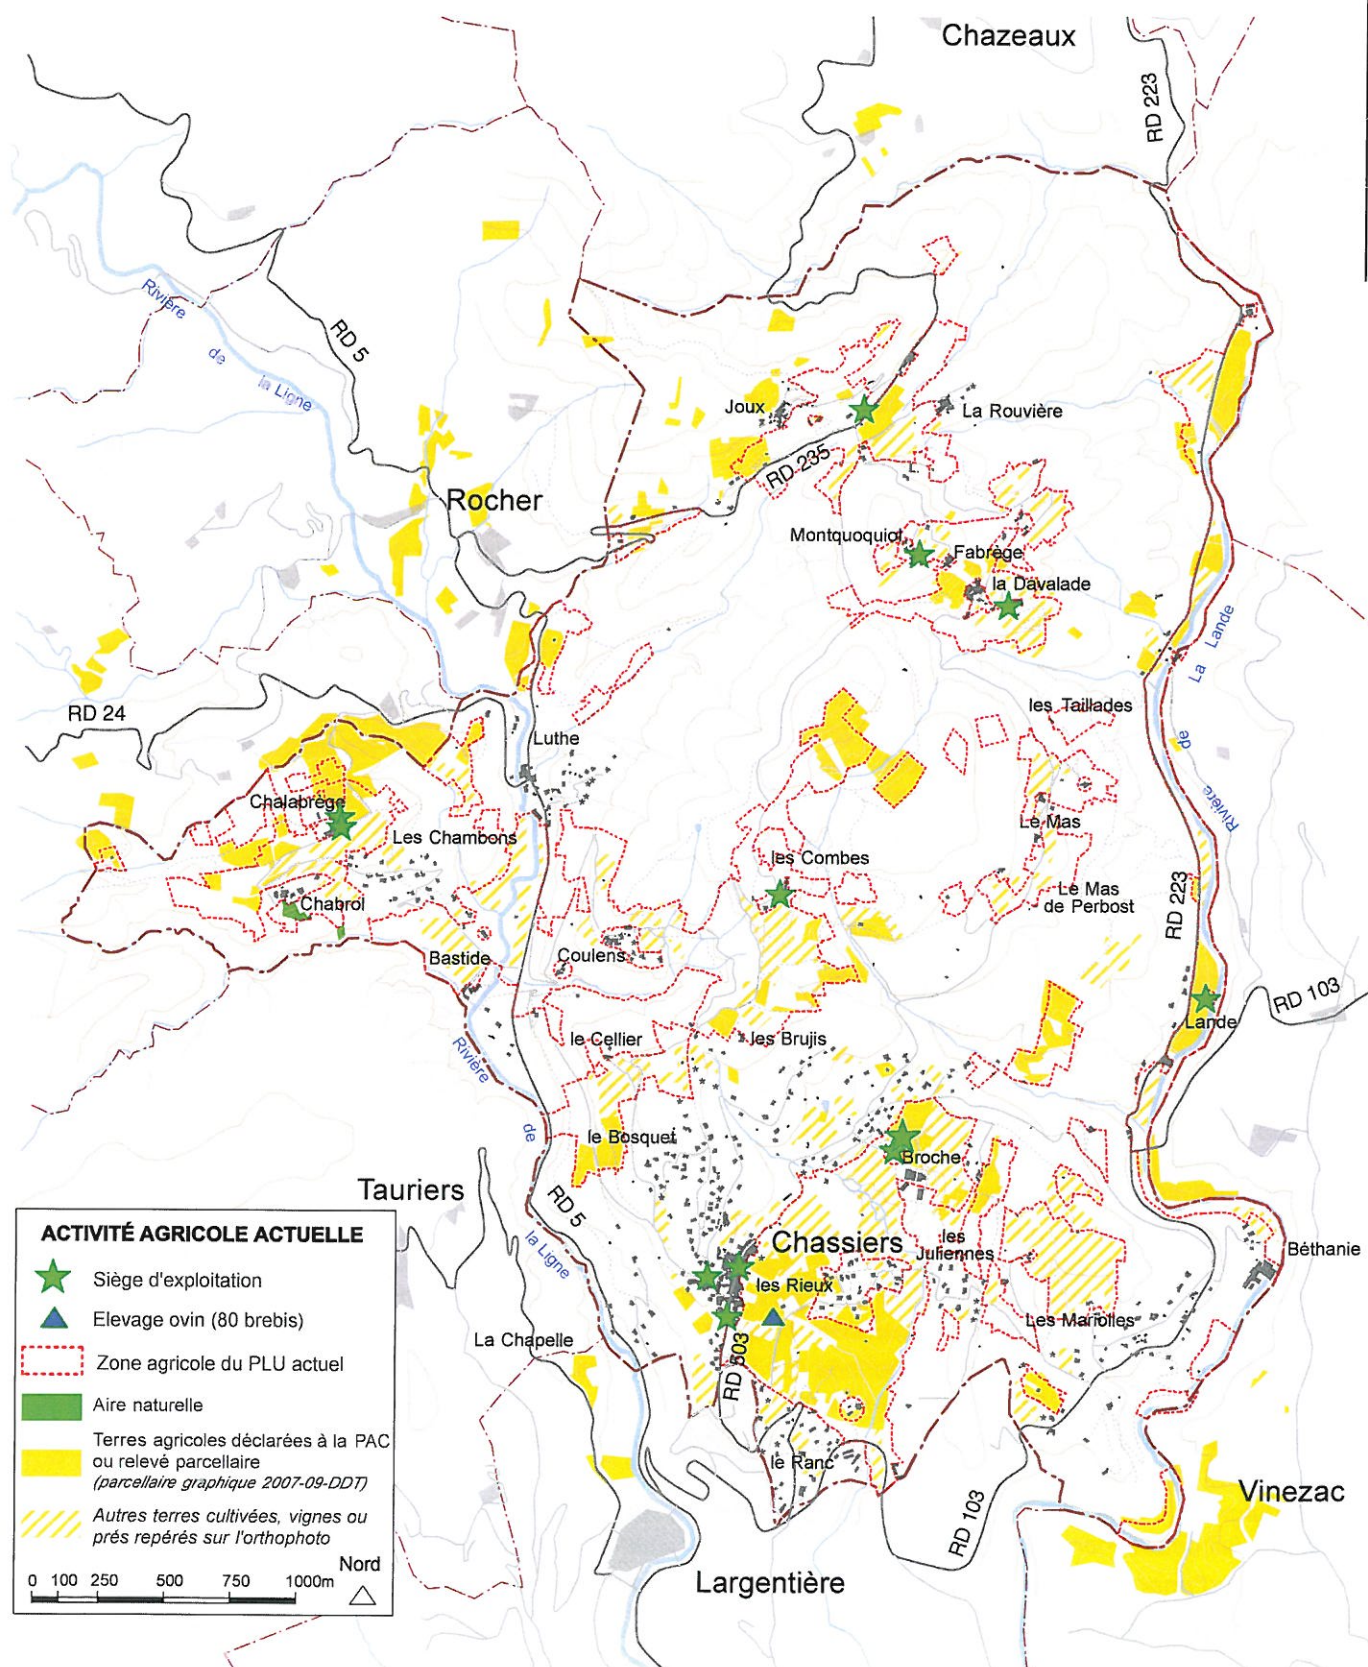 Chazeaux
RD 223
Rivière
de
la Ligne
RD 5
Joux
La Rouvière
RD 235
L.
Rocher
Montquoquiol
Fabrège
la Davalade
La Lande
de
Rivière
RD 24
les Taillades
Luthe
Chalabrège
Les Chambons
Le Mas
les Combes
Le Mas
de Perbost
RD 223
Chabrol
Bastide
Coulens
RD 103
Lande
le Cellier
les Brujis
Rivière
de
la Ligne
le Bosquet
Broche
Tauriers
RD 5
Chassiers
les
Juliennes
Béthanie
les Rieux
Les Mariolles
La Chapelle
RD 503
le Ranc
RD 103
Vinezac
Largentière
ACTIVITÉ AGRICOLE ACTUELLE
Siège d'exploitation
Elevage ovin (80 brebis)
Zone agricole du PLU actuel
Aire naturelle
Terres agricoles déclarées à la PAC
ou relevé parcellaire
(parcellaire graphique 2007-09-DDT)
Autres terres cultivées, vignes ou
prés repérés sur l'orthophoto
Nord
0 100 250 500 750 1000m